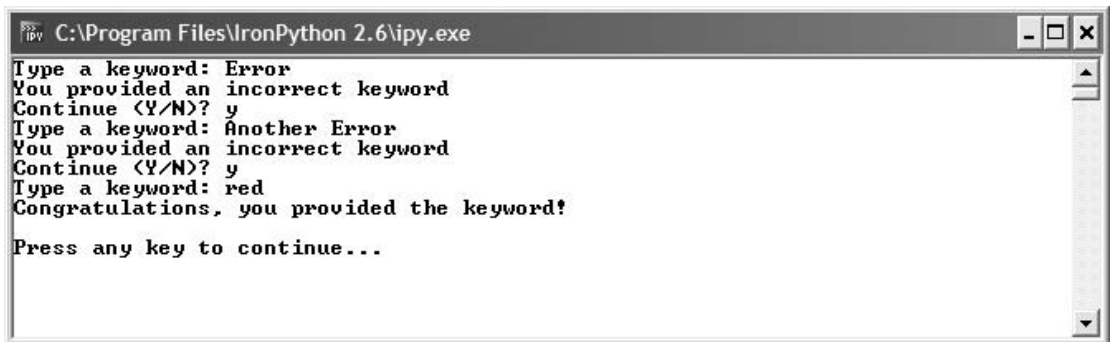 C:\Program Files\IronPython 2.6\ipy.exe
Type a keyword: Error
You provided an incorrect keyword
Continue (Y/N)? y
Type a keyword: Another Error
You provided an incorrect keyword
Continue (Y/N)? y
Type a keyword: red
Congratulations, you provided the keyword!
Press any key to continue...